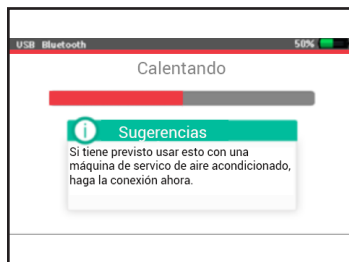 USB Bluetooth 50%
Calentando
i Sugerencias
Si tiene previsto usar esto con una
máquina de servico de aire acondicionado,
haga la conexión ahora.